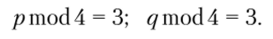 p mod 4 = 3;  q mod 4 = 3.